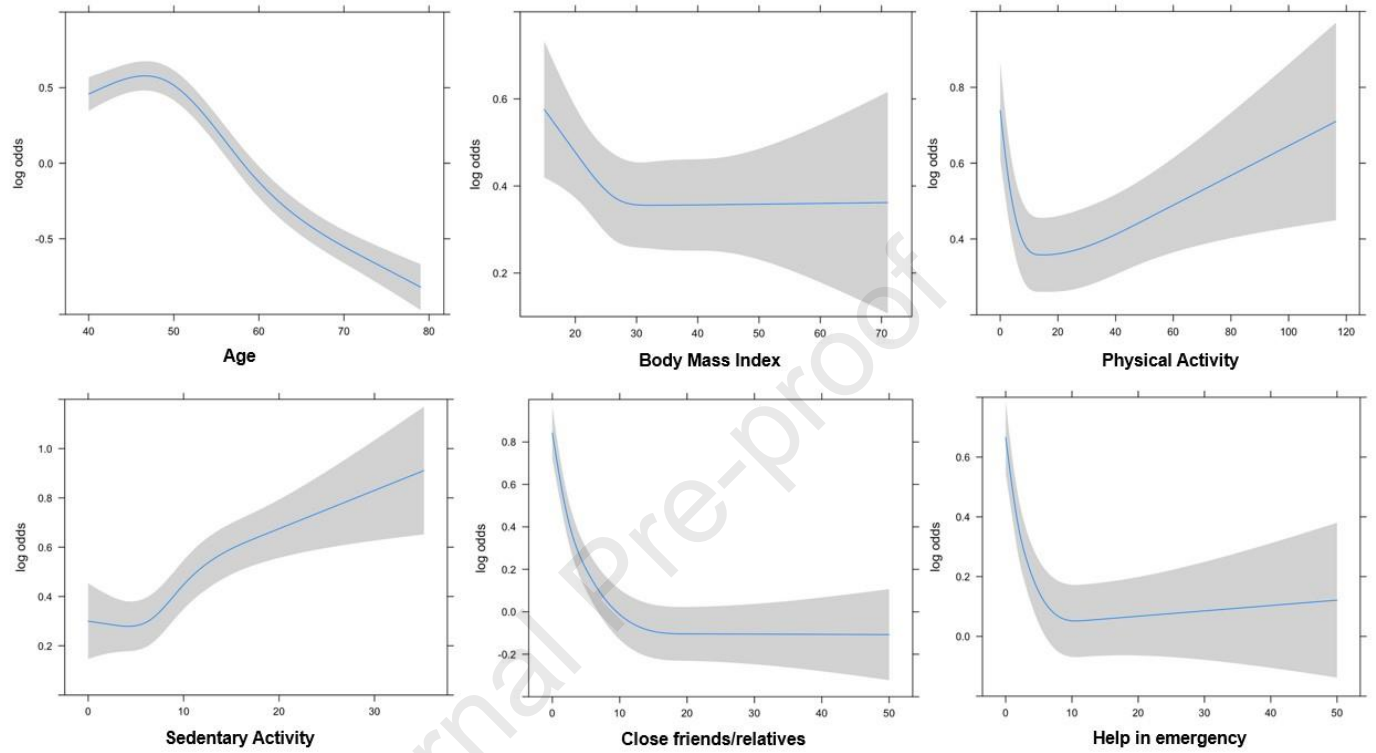 log odds
0.5
0.0
-0.5
40 50 60 70 80
Age
log odds
0.6
0.4
0.2
20 30 40 50 60 70
Body Mass Index
log odds
0.8
0.6
0.4
0 20 40 60 80 100 120
Physical Activity
log odds
1.0
0.8
0.6
0.4
0.2
0 10 20 30
Sedentary Activity
log odds
0.8
0.6
0.4
0.2
0.0
-0.2
0 10 20 30 40 50
Close friends/relatives
log odds
0.6
0.4
0.2
0.0
0 10 20 30 40 50
Help in emergency
rnal Pre-proof